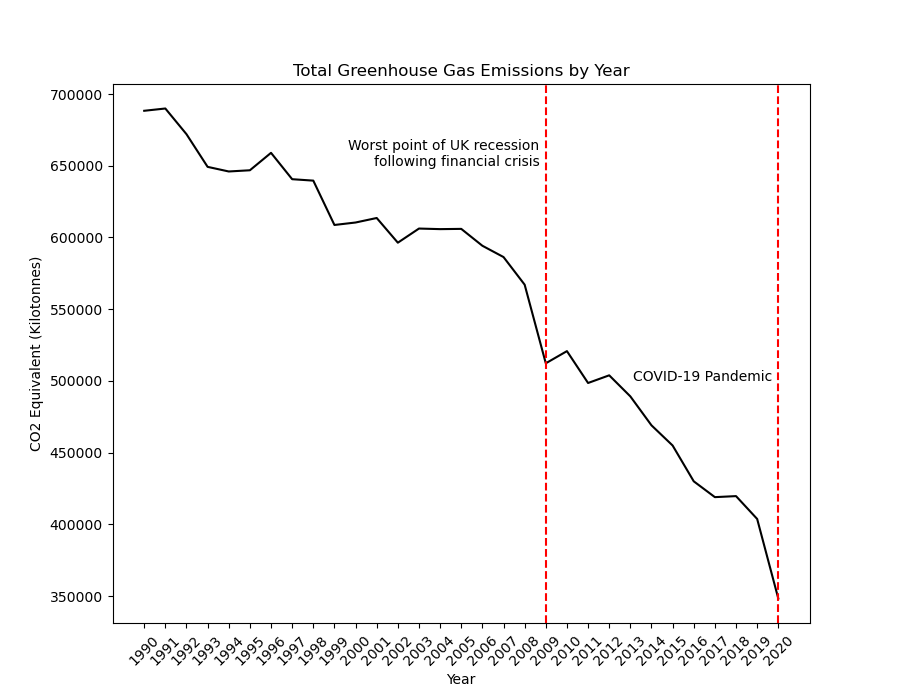 Total Greenhouse Gas Emissions by Year
700000
650000
600000
550000
500000
450000
400000
350000
CO2 Equivalent (Kilotonnes)
Worst point of UK recession
following financial crisis
COVID-19 Pandemic
1990 1991 1992 1993 1994 1995 1996 1997 1998 1999 2000 2001 2002 2003 2004 2005 2006 2007 2008 2009 2010 2011 2012 2013 2014 2015 2016 2017 2018 2019 2020
Year